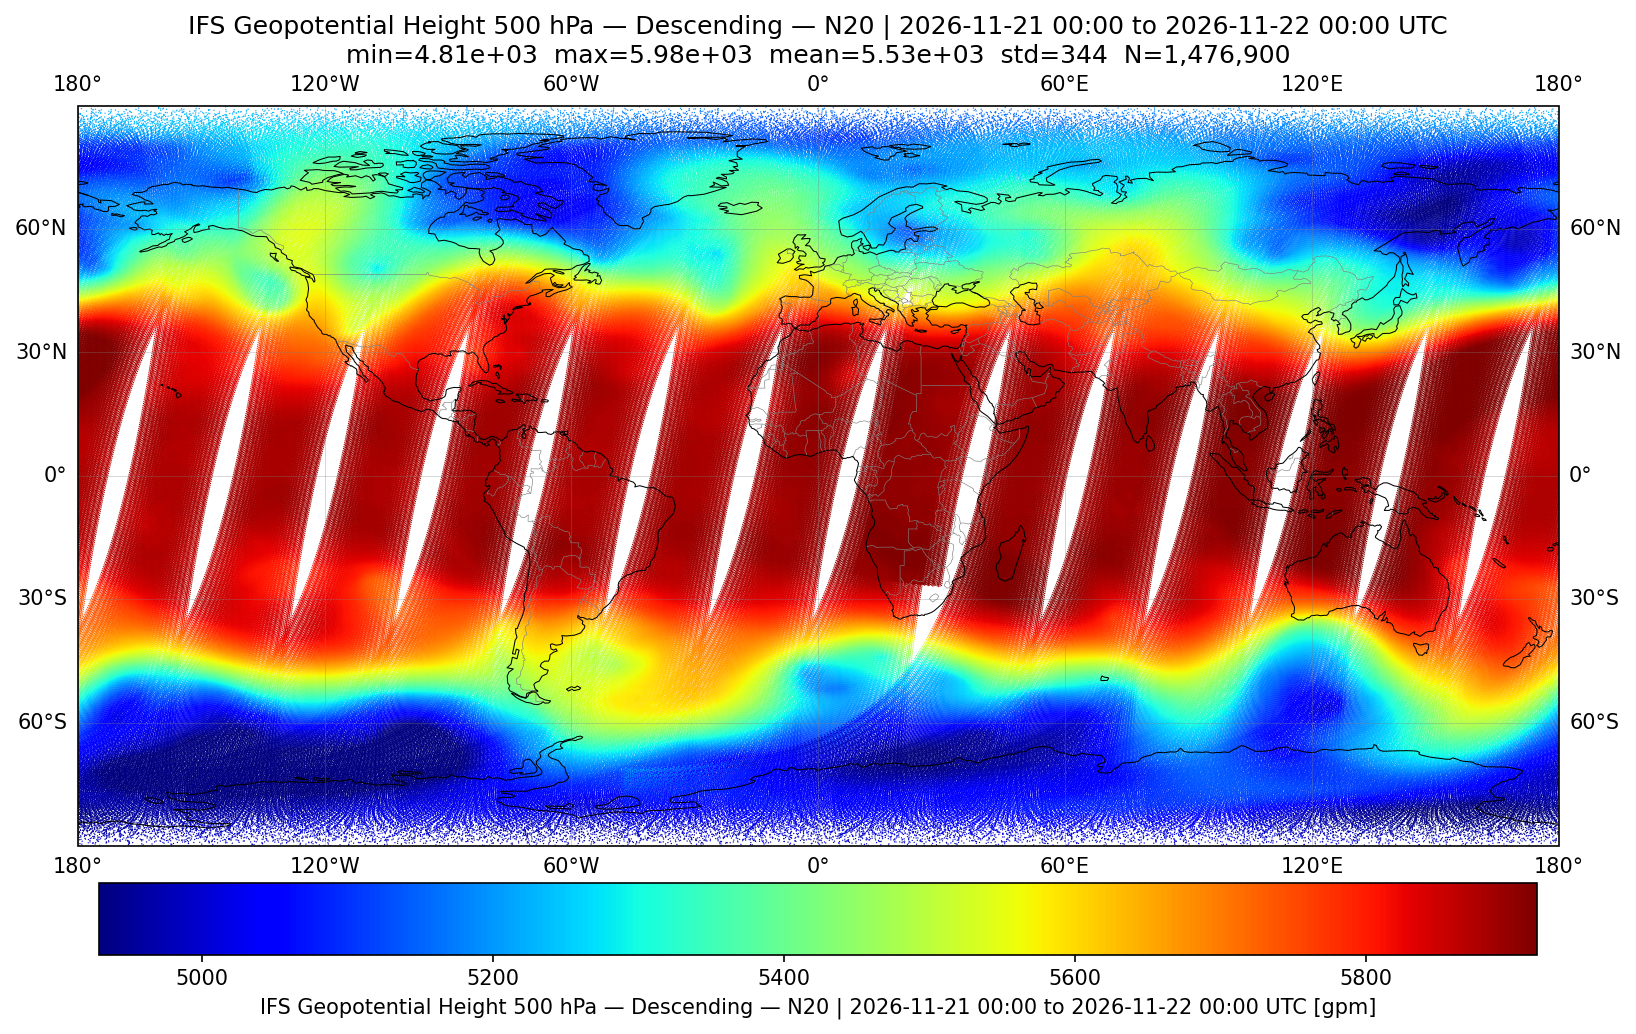 IFS Geopotential Height 500 hPa — Descending — N20 | 2026-11-21 00:00 to 2026-11-22 00:00 UTC
min=4.81e+03 max=5.98e+03 mean=5.53e+03 std=344 N=1,476,900
180° 120°W 60°W 0° 60°E 120°E 180°
60°N 60°N
30°N 30°N
0° 0°
30°S 30°S
60°S 60°S
180° 120°W 60°W 0° 60°E 120°E 180°
5000 5200 5400 5600 5800
IFS Geopotential Height 500 hPa — Descending — N20 | 2026-11-21 00:00 to 2026-11-22 00:00 UTC [gpm]